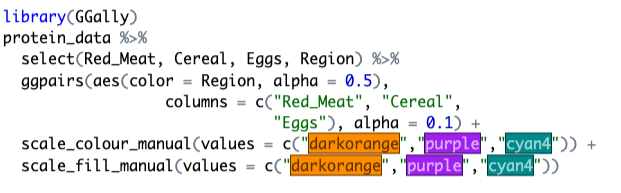 library(GGally)
protein_data %>%
  select(Red_Meat, Cereal, Eggs, Region) %>%
  ggpairs(aes(color = Region, alpha = 0.5),
               columns = c("Red_Meat", "Cereal",
                           "Eggs"), alpha = 0.1) +
  scale_colour_manual(values = c("darkorange","purple","cyan4")) +
  scale_fill_manual(values = c("darkorange","purple","cyan4"))